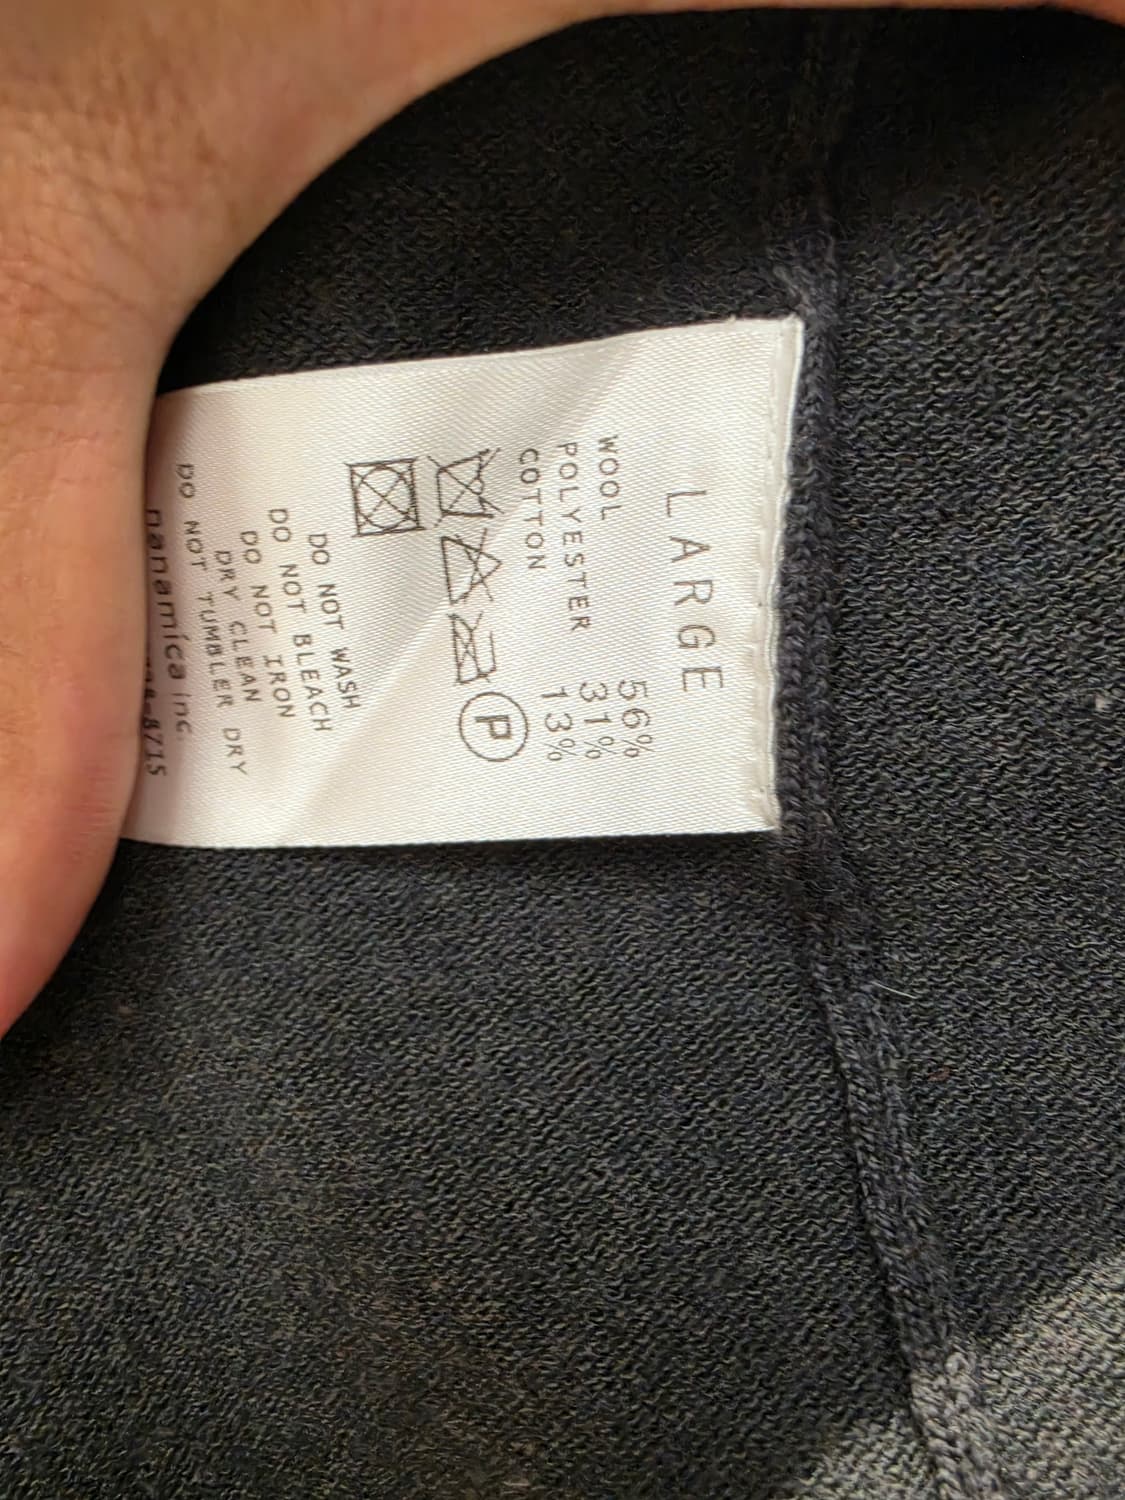 LARGE
WOOL 56%
POLYESTER 31%
COTTON 13%
P
DO NOT WASH
DO NOT BLEACH
DO NOT IRON
DRY CLEAN
DO NOT TUMBLER DRY
nanamica inc.